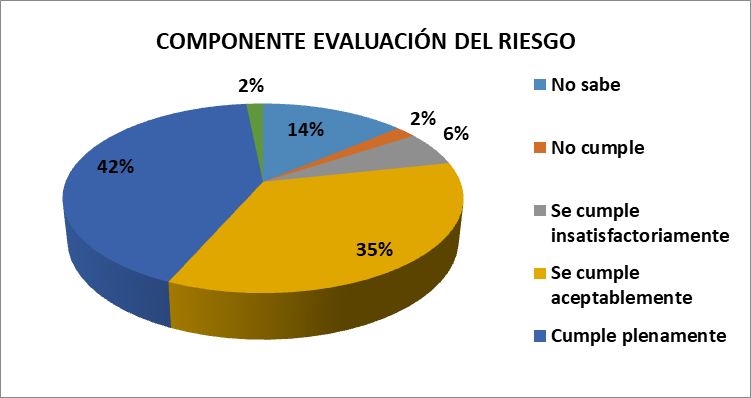 COMPONENTE EVALUACIÓN DEL RIESGO
2%
14%
2%
6%
42%
35%
No sabe
No cumple
Se cumple
insatisfactoriamente
Se cumple
aceptablemente
Cumple plenamente